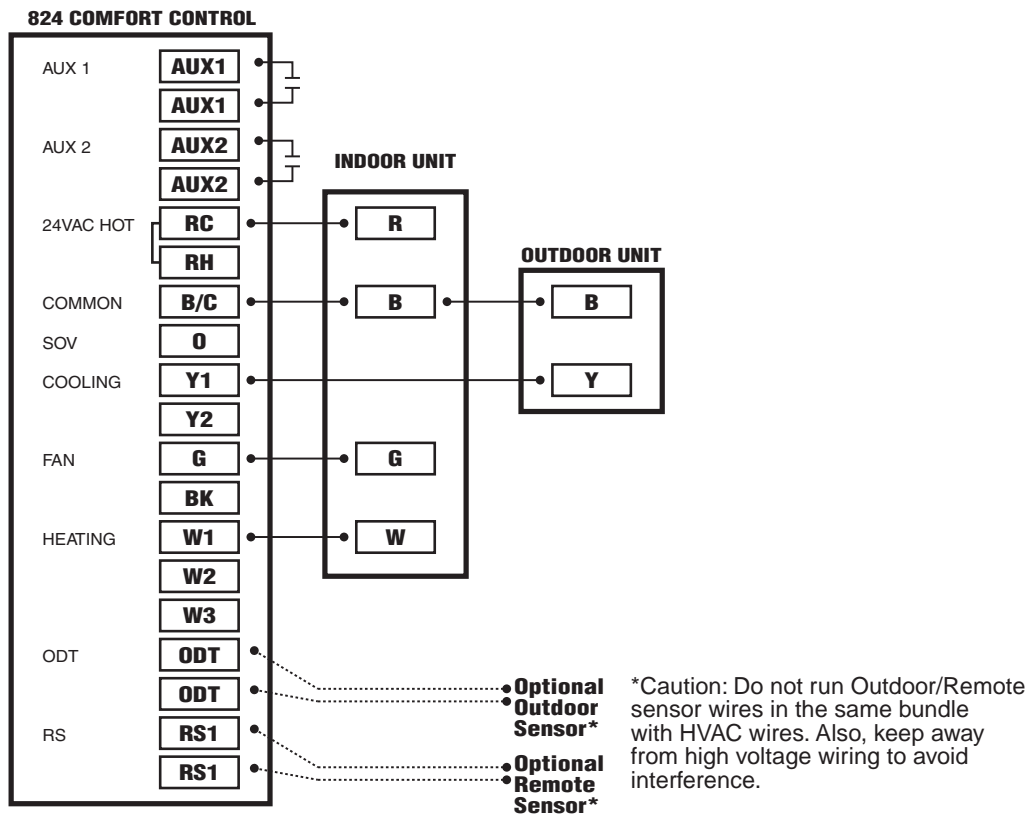 824 COMFORT CONTROL
AUX 1 AUX1
AUX1
AUX 2 AUX2
AUX2
24VAC HOT RC
RH
COMMON B/C
SOV O
COOLING Y1
Y2
FAN G
BK
HEATING W1
W2
W3
ODT ODT
ODT
RS RS1
RS1
INDOOR UNIT
R
B
G
W
OUTDOOR UNIT
B
Y
Optional
Outdoor
Sensor*
Optional
Remote
Sensor*
*Caution: Do not run Outdoor/Remote
sensor wires in the same bundle
with HVAC wires. Also, keep away
from high voltage wiring to avoid
interference.